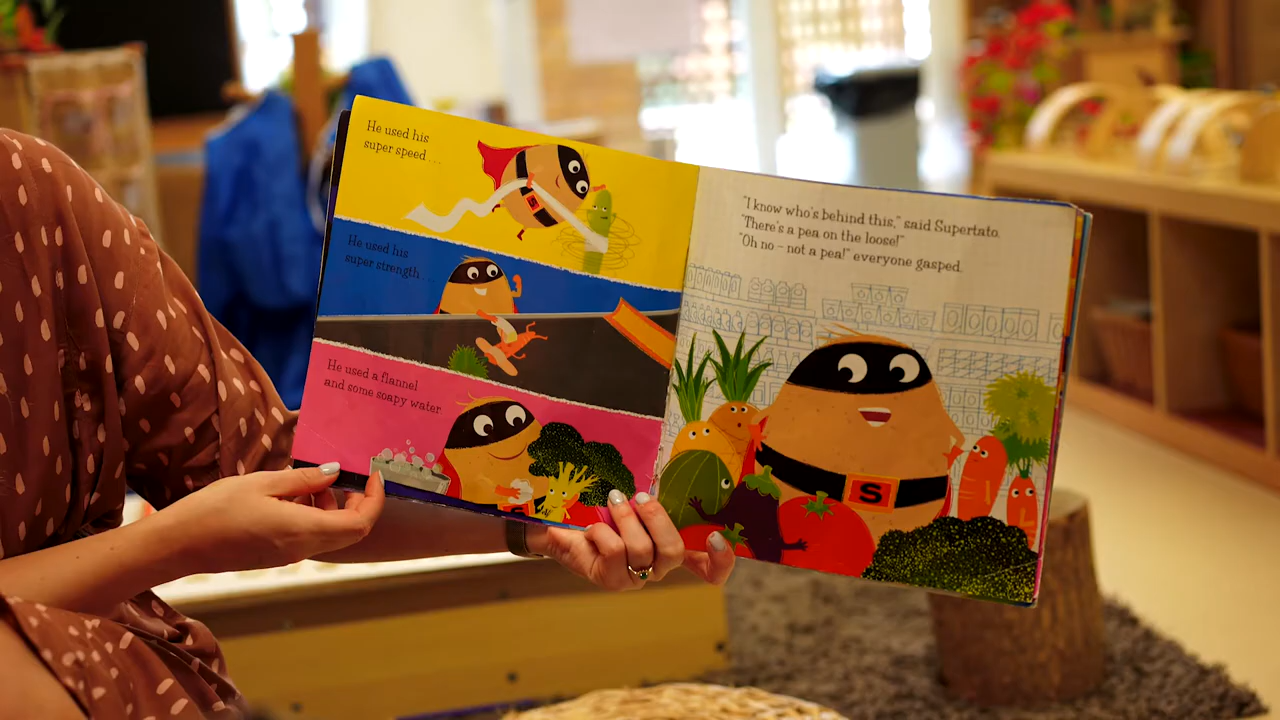 He used his
super speed ...
He used his
super strength
He used a flannel
and some soapy water.
"I know who's behind this," said Supertato.
"There's a pea on the loose!"
"Oh no – not a pea!" everyone gasped.
S
S